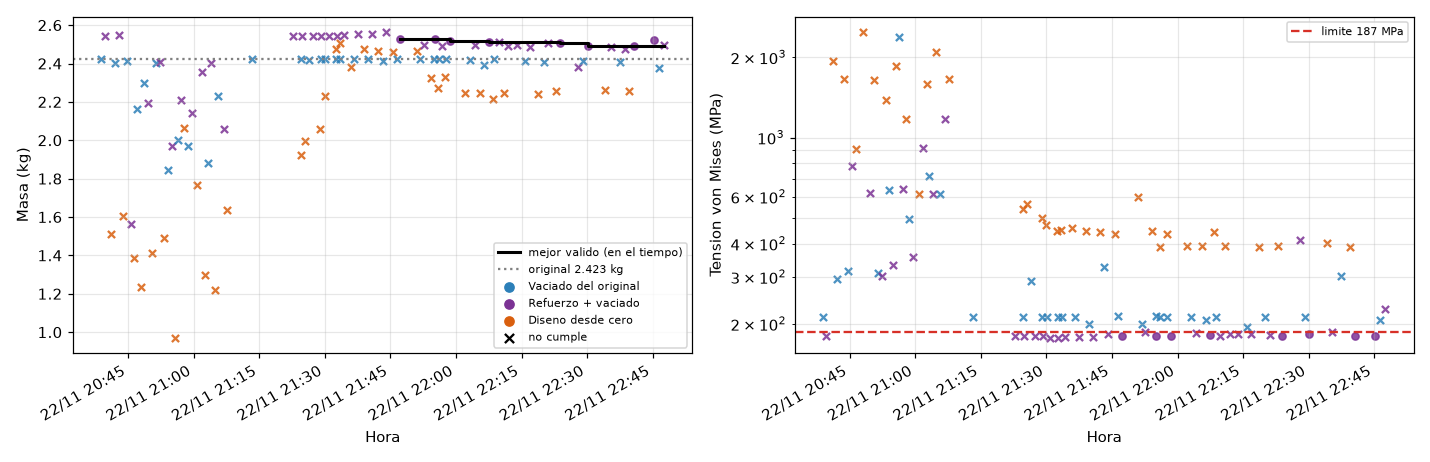 Masa (kg)
2.6
2.4
2.2
2.0
1.8
1.6
1.4
1.2
1.0
mejor valido (en el tiempo)
original 2.423 kg
Vaciado del original
Refuerzo + vaciado
Diseno desde cero
no cumple
22/11 20:45
22/11 21:00
22/11 21:15
22/11 21:30
22/11 21:45
22/11 22:00
22/11 22:15
22/11 22:30
22/11 22:45
Hora
Tension von Mises (MPa)
2 × 10³
10³
6 × 10²
4 × 10²
3 × 10²
2 × 10²
limite 187 MPa
22/11 20:45
22/11 21:00
22/11 21:15
22/11 21:30
22/11 21:45
22/11 22:00
22/11 22:15
22/11 22:30
22/11 22:45
Hora